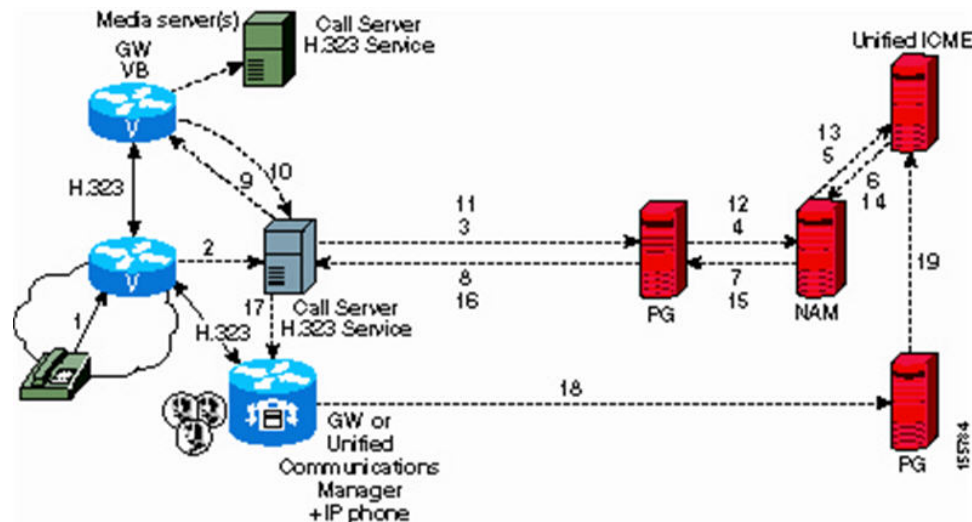 Media server(s)
Call Server
H.323 Service
GW
VB
V
Unified ICME
13
5
6
14
10
9
H.323
11
3
12
4
2
8
16
7
15
19
V
17
Call Server
H.323 Service
PG
NAM
1
H.323
18
GW or
Unified
Communications
Manager
+IP phone
PG
155784